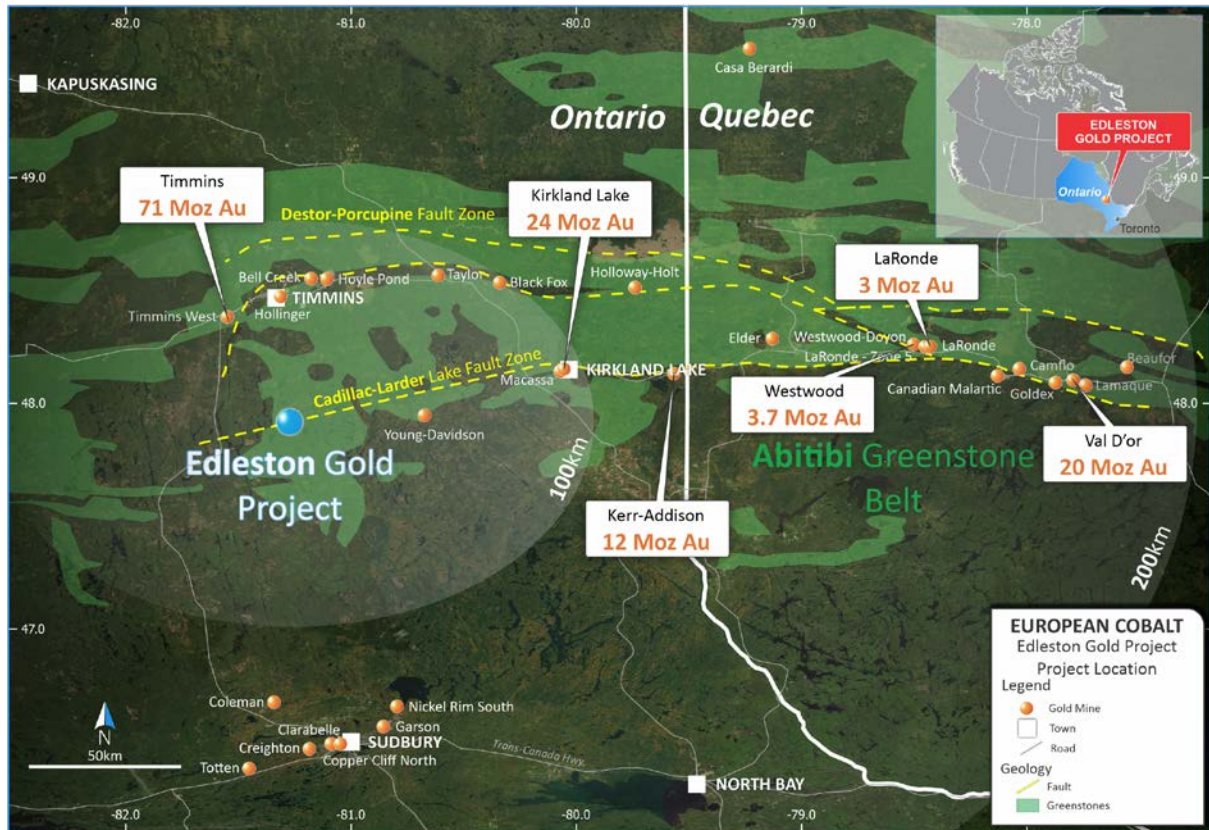 -82.0
-81.0
-80.0
-79.0
-78.0
KAPUSKASING
Casa Berardi
Ontario
Quebec
EDLESTON
GOLD PROJECT
Ontario
Toronto
49.0
49.0
Timmins
71 Moz Au
Destor-Porcupine Fault Zone
Kirkland Lake
24 Moz Au
Bell Creek
Hoyle Pond
Taylor
Black Fox
Holloway-Holt
TIMMINS
Hollinger
Timmins West
LaRonde
3 Moz Au
Elder
Westwood-Doyon
LaRonde
LaRonde - Zone 5
Cadillac-Larder Lake Fault Zone
Macassa
KIRKLAND LAKE
Canadian Malartic
Camflo
Goldex
Beaufor
Lamaque
48.0
48.0
Young-Davidson
Westwood
3.7 Moz Au
Edleston Gold
Project
100km
Abitibi Greenstone
Belt
Val D'or
20 Moz Au
Kerr-Addison
12 Moz Au
200km
47.0
EUROPEAN COBALT
Edleston Gold Project
Project Location
Legend
Gold Mine
Town
Road
Geology
Fault
Greenstones
Coleman
Nickel Rim South
Garson
Clarabelle
Creighton
SUDBURY
Copper Cliff North
Totten
Trans-Canada Hwy.
NORTH BAY
N
50km
-82.0
-81.0
-80.0
-79.0